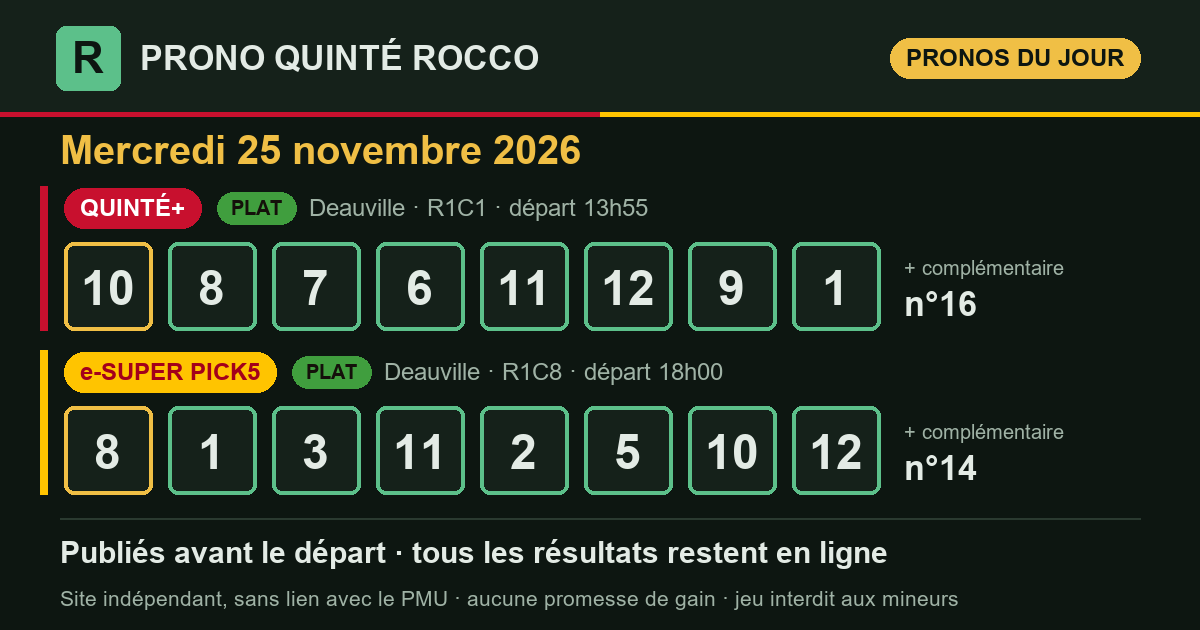 R PRONO QUINTÉ ROCCO PRONOS DU JOUR
Mercredi 25 novembre 2026
QUINTÉ+ PLAT Deauville · R1C1 · départ 13h55
10 8 7 6 11 12 9 1 + complémentaire
n°16
e-SUPER PICK5 PLAT Deauville · R1C8 · départ 18h00
8 1 3 11 2 5 10 12 + complémentaire
n°14
Publiés avant le départ · tous les résultats restent en ligne
Site indépendant, sans lien avec le PMU · aucune promesse de gain · jeu interdit aux mineurs